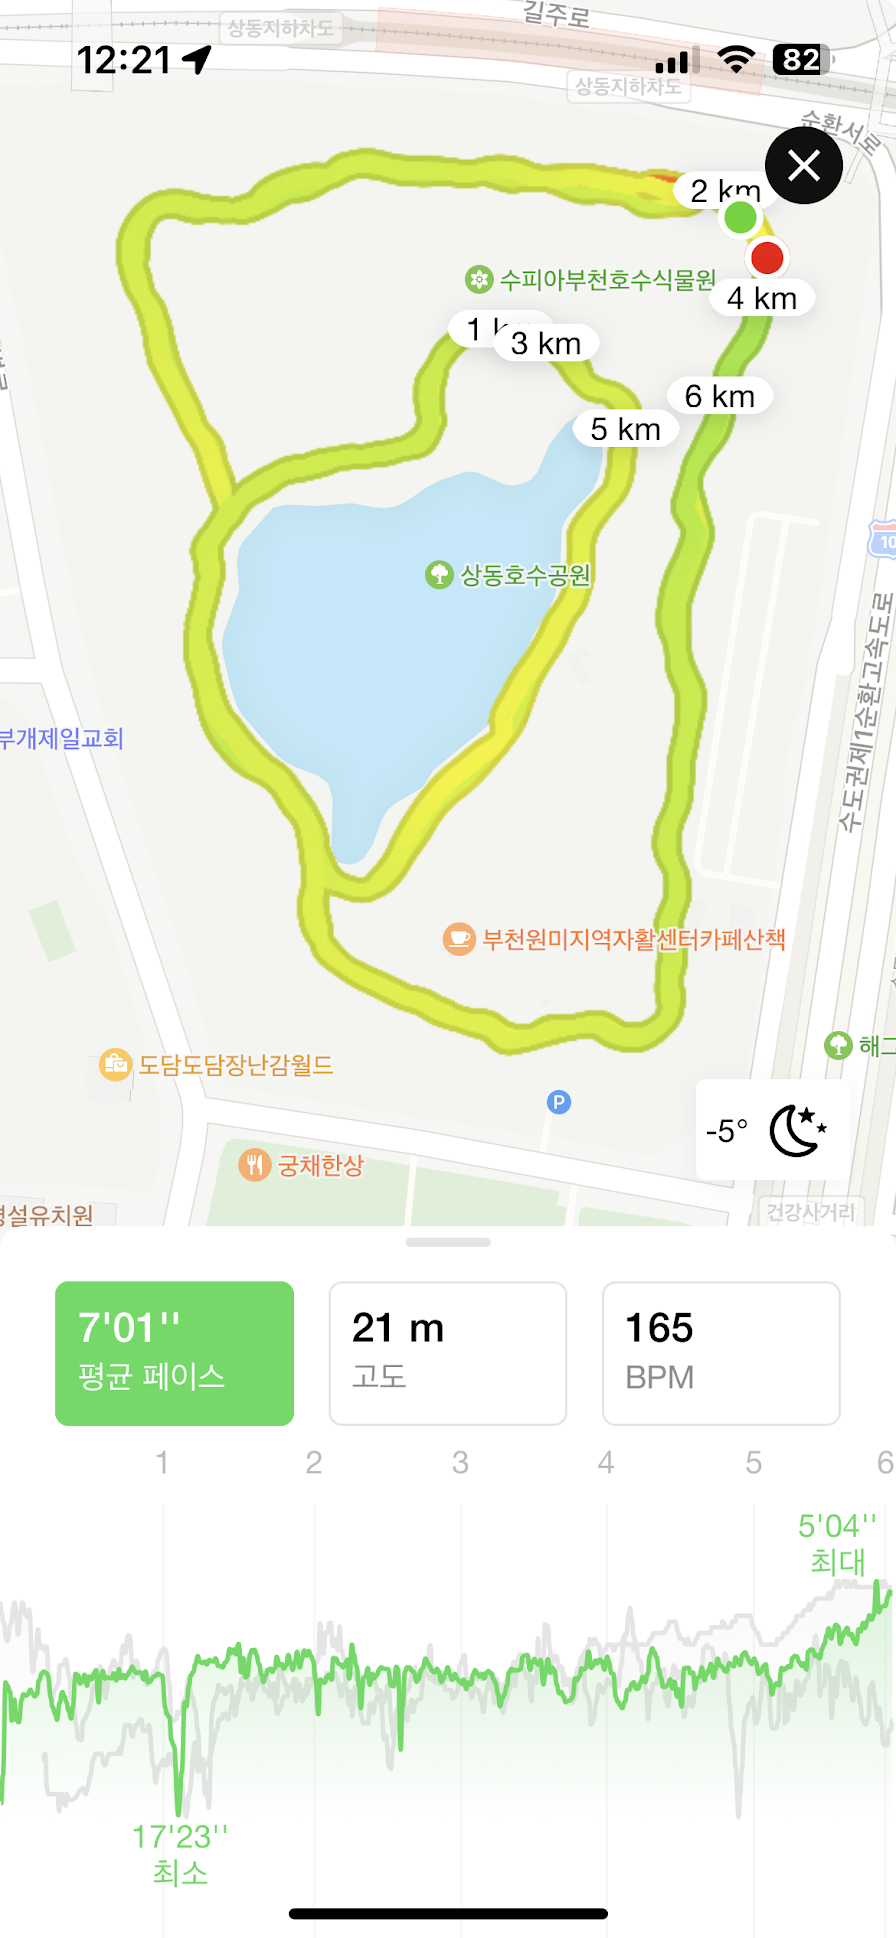 길주로
상동지하차도
12:21
82
상동지하차도
순환서로
2 km
수피아부천호수식물원
4 km
1
3 km
6 km
5 km
10
상동호수공원
수도권제1순환고속도로
부개제일교회
부천원미지역자활센터카페산책
해그
도담도담장난감월드
P
-5°
궁채한상
건강사거리
병설유치원
7'01''
평균 페이스
21 m
고도
165
BPM
1 2 3 4 5 6
5'04''
최대
17'23''
최소